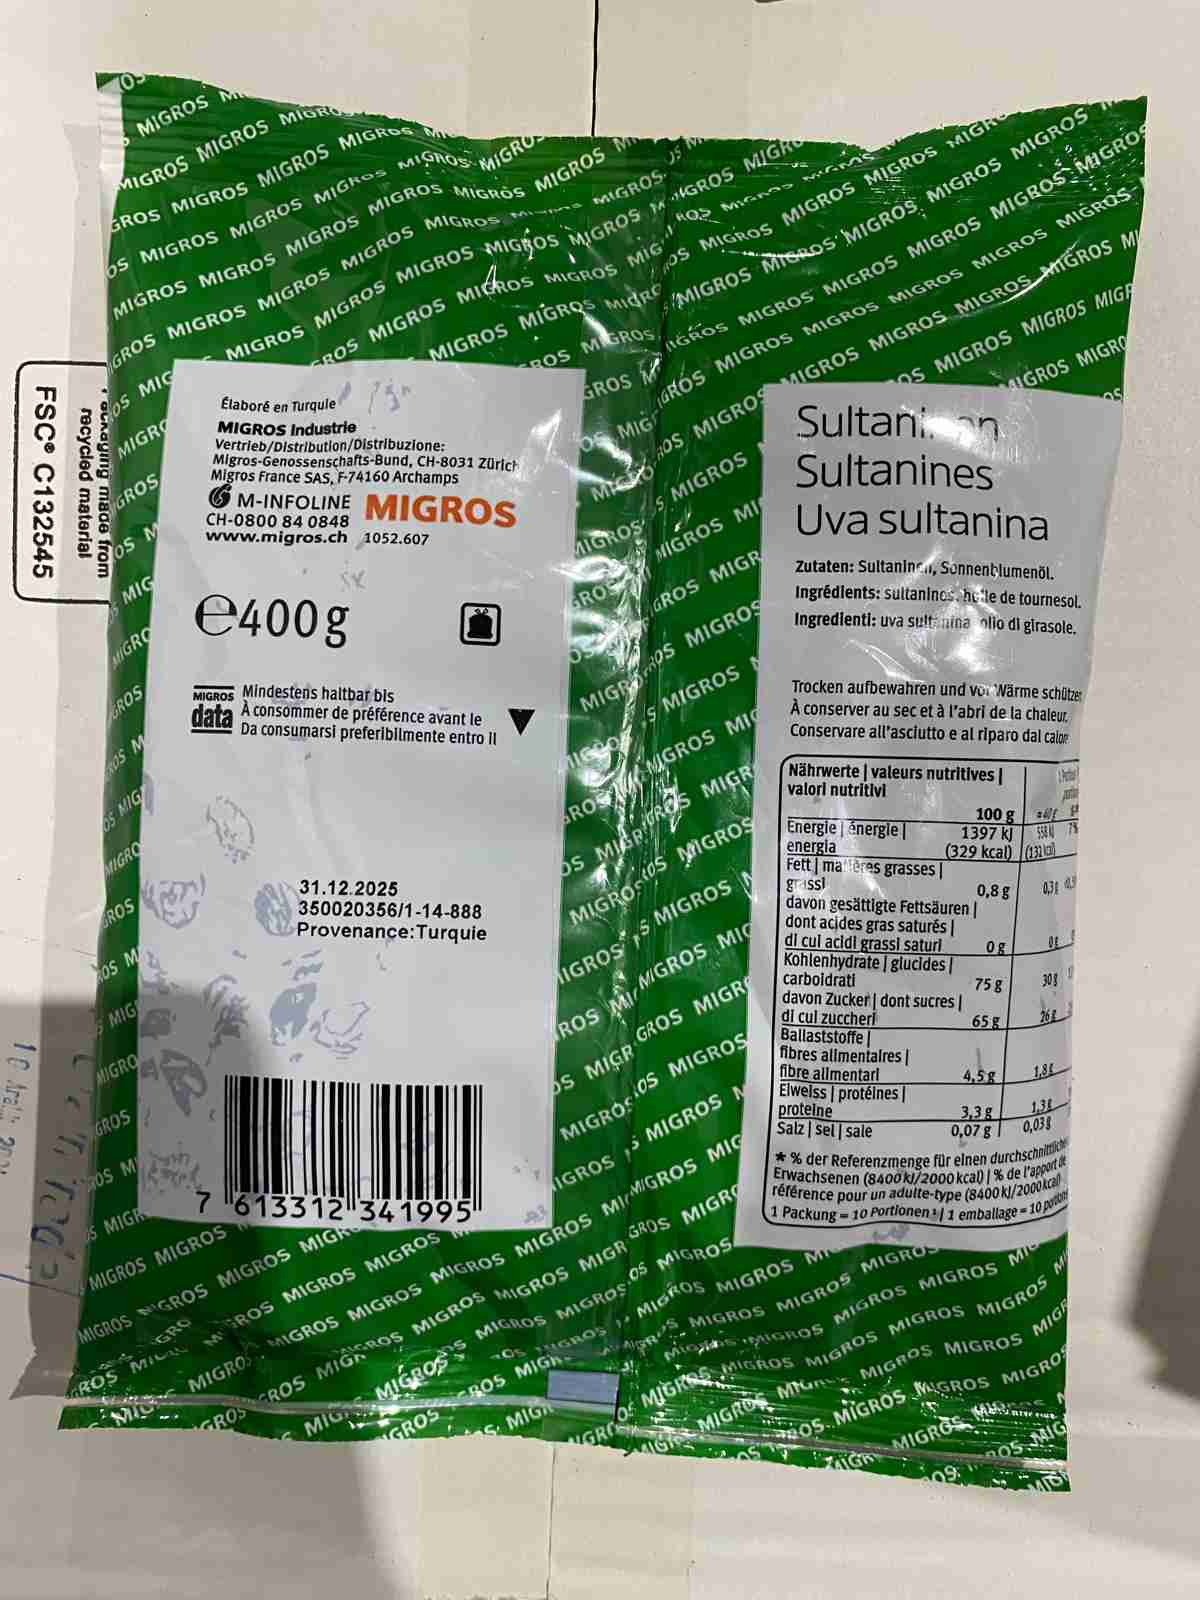 Élaboré en Turquie
MIGROS Industrie
Vertrieb/Distribution/Distribuzione:
Migros-Genossenschafts-Bund, CH-8031 Zürich
Migros France SAS, F-74160 Archamps
M-INFOLINE MIGROS
CH-0800 84 0848
www.migros.ch 1052.607
℮400g
MIGROS data
Mindestens haltbar bis
À consommer de préférence avant le
Da consumarsi preferibilmente entro il
31.12.2025
350020356/1-14-888
Provenance:Turquie
7 613312 341995
Sultaninen
Sultanines
Uva sultanina
Zutaten: Sultaninen, Sonnenblumenöl.
Ingrédients: sultanines, huile de tournesol.
Ingredienti: uva sultanina, olio di girasole.
Trocken aufbewahren und vor Wärme schützen
À conserver au sec et à l'abri de la chaleur.
Conservare all'asciutto e al riparo dal calore
Nährwerte | valeurs nutritives |
valori nutritivi
100 g = 40 g
Energie | énergie | 1397 kJ 558 kJ 7%
energia (329 kcal) (132 kcal)
Fett | matières grasses |
grassi 0,8 g 0,3 g
davon gesättigte Fettsäuren |
dont acides gras saturés |
di cui acidi grassi saturi 0 g 0 g
Kohlenhydrate | glucides |
carboidrati 75 g 30 g
davon Zucker | dont sucres |
di cui zuccheri 65 g 26 g
Ballaststoffe |
fibres alimentaires |
fibre alimentari 4,5 g 1,8 g
Eiweiss | protéines |
proteine 3,3 g 1,3 g
Salz | sel | sale 0,07 g 0,03 g
* % der Referenzmenge für einen durchschnittlichen
Erwachsenen (8400 kJ/2000 kcal) | % de l'apport de
référence pour un adulte-type (8400 kJ/2000 kcal)
1 Packung = 10 Portionen | 1 emballage = 10 portions
Packaging made from
recycled material
FSC® C132545
MIGROS MIGROS MIGROS MIGROS